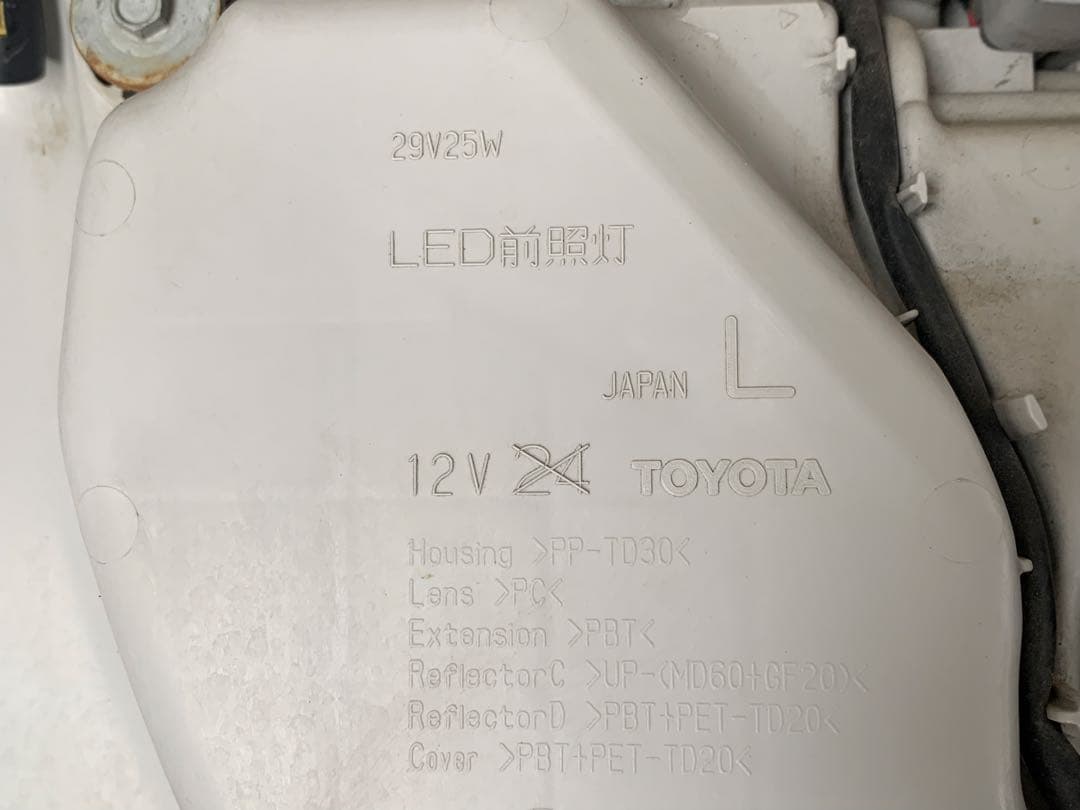 29V25W
LED前照灯
JAPAN L
12V 24 TOYOTA
Housing >PP-TD30<
Lens >PC<
Extension >PBT<
ReflectorC >UP-(MD60+GF20)<
ReflectorD >PBT+PET-TD20<
Cover >PBT+PET-TD20<